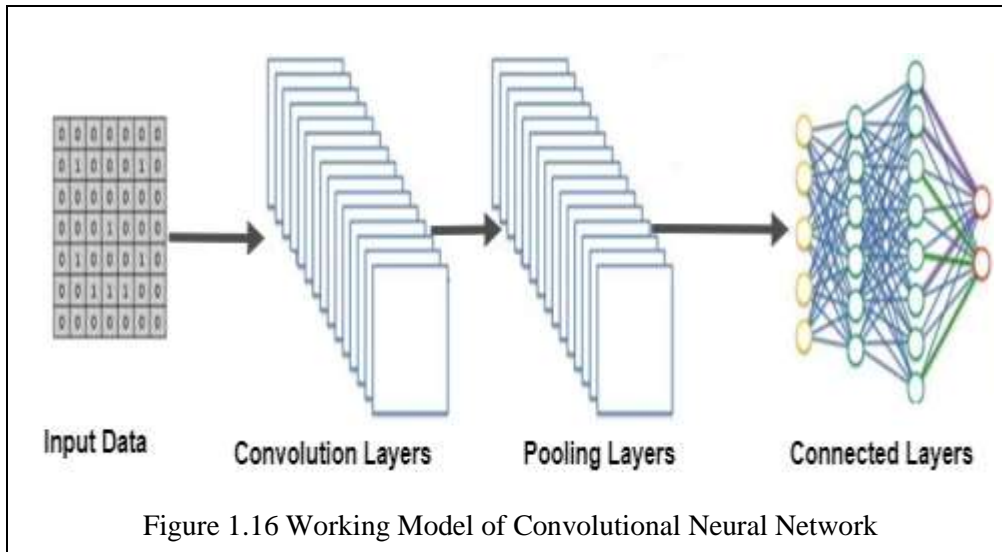 0 0 0 0 0 0 0
0 1 0 0 0 1 0
0 0 0 0 0 0 0
0 0 0 1 0 0 0
0 1 0 0 0 1 0
0 0 1 1 1 0 0
0 0 0 0 0 0 0
Input Data
Convolution Layers
Pooling Layers
Connected Layers
Figure 1.16 Working Model of Convolutional Neural Network